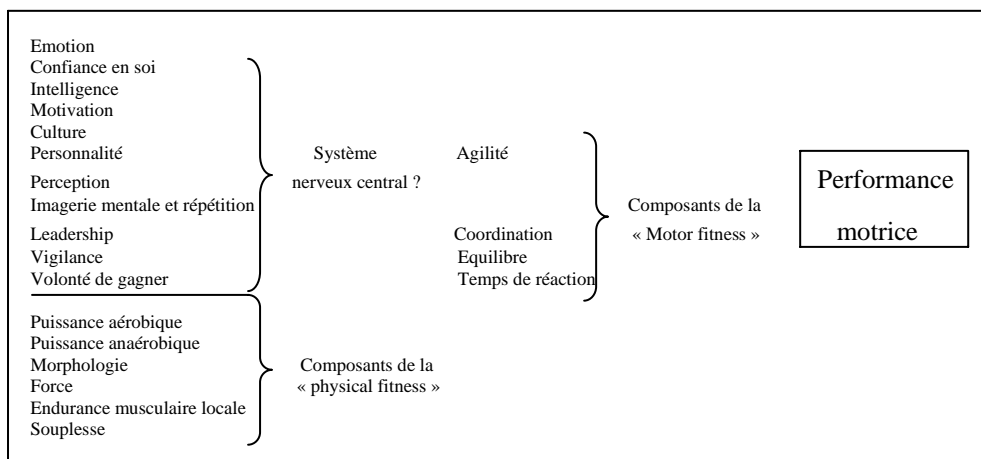 Emotion
Confiance en soi
Intelligence
Motivation
Culture
Personnalité
Perception
Imagerie mentale et répétition
Leadership
Vigilance
Volonté de gagner
Système
nerveux central ?
Agilité
Coordination
Equilibre
Temps de réaction
Composants de la
« Motor fitness »
Performance
motrice
Puissance aérobique
Puissance anaérobique
Morphologie
Force
Endurance musculaire locale
Souplesse
Composants de la
« physical fitness »